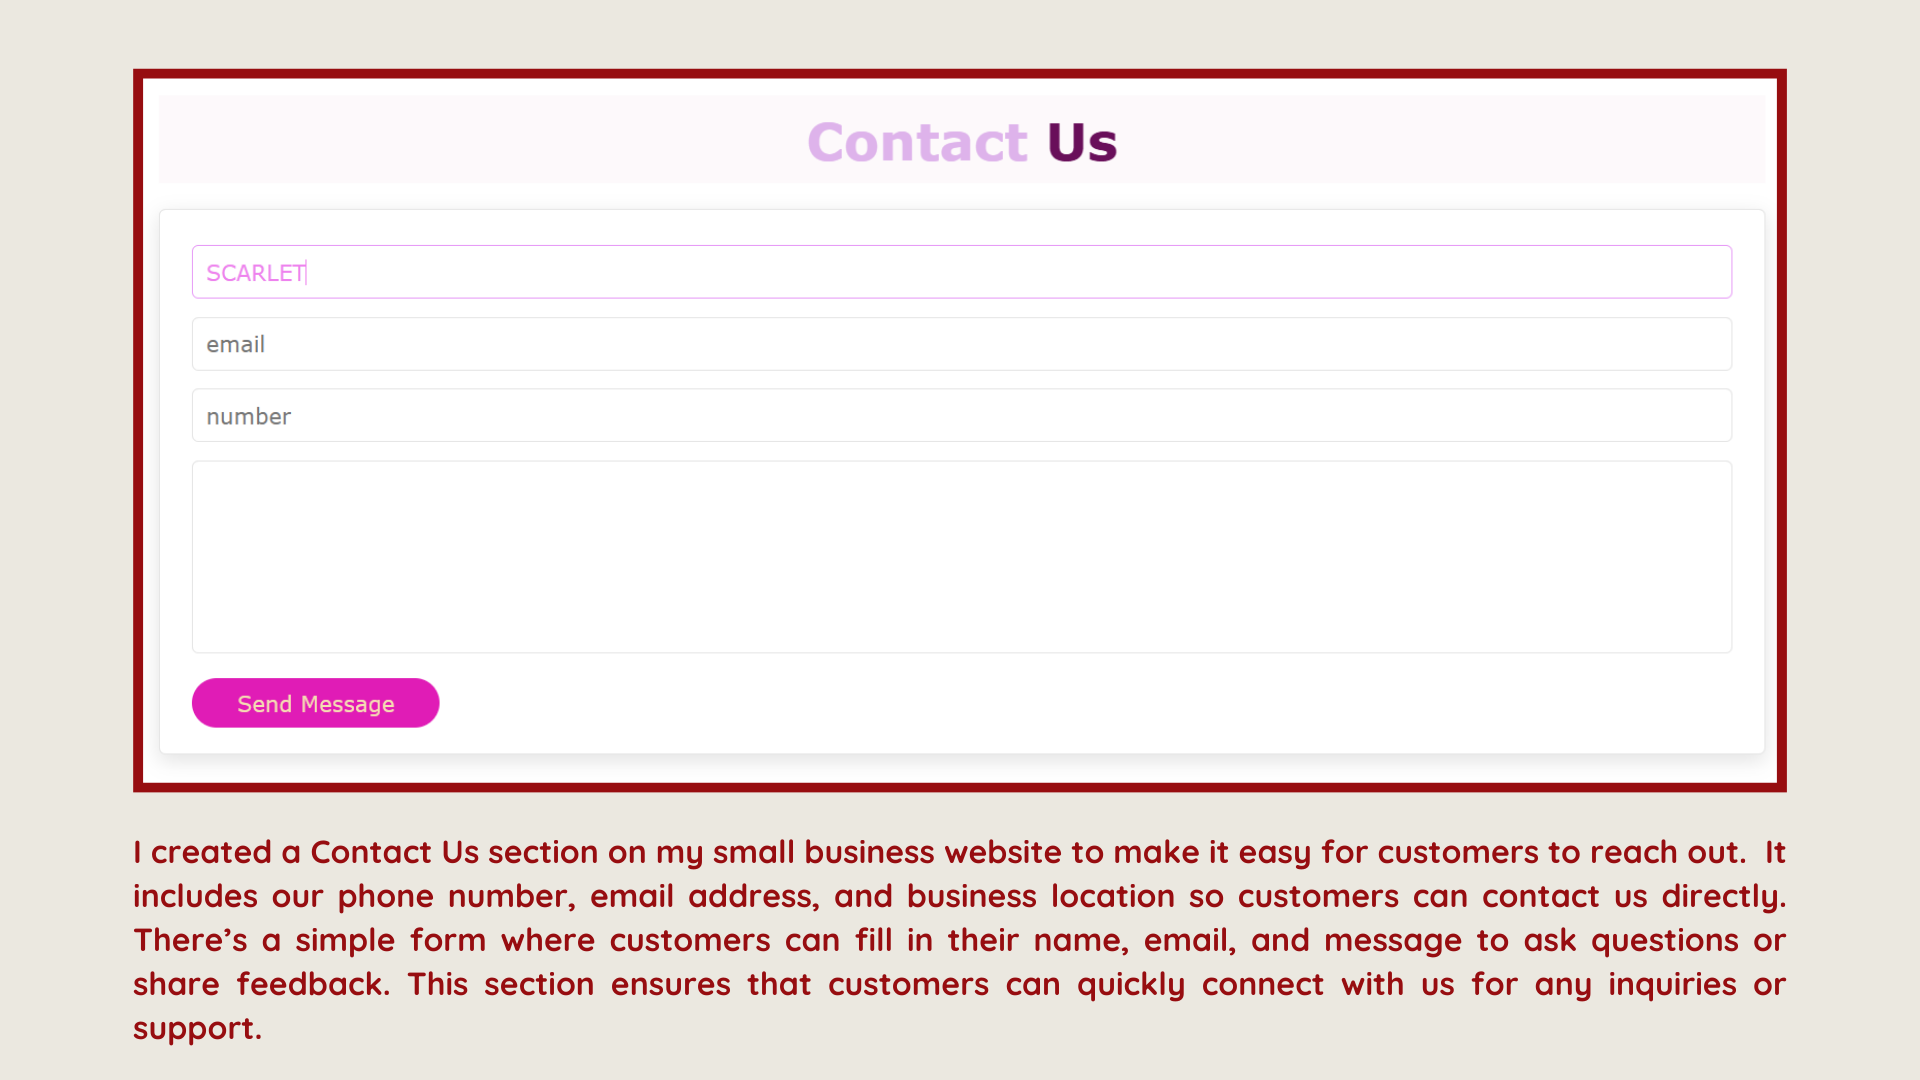 Contact Us
SCARLET
email
number
Send Message
I created a Contact Us section on my small business website to make it easy for customers to reach out. It
includes our phone number, email address, and business location so customers can contact us directly.
There’s a simple form where customers can fill in their name, email, and message to ask questions or
share feedback. This section ensures that customers can quickly connect with us for any inquiries or
support.